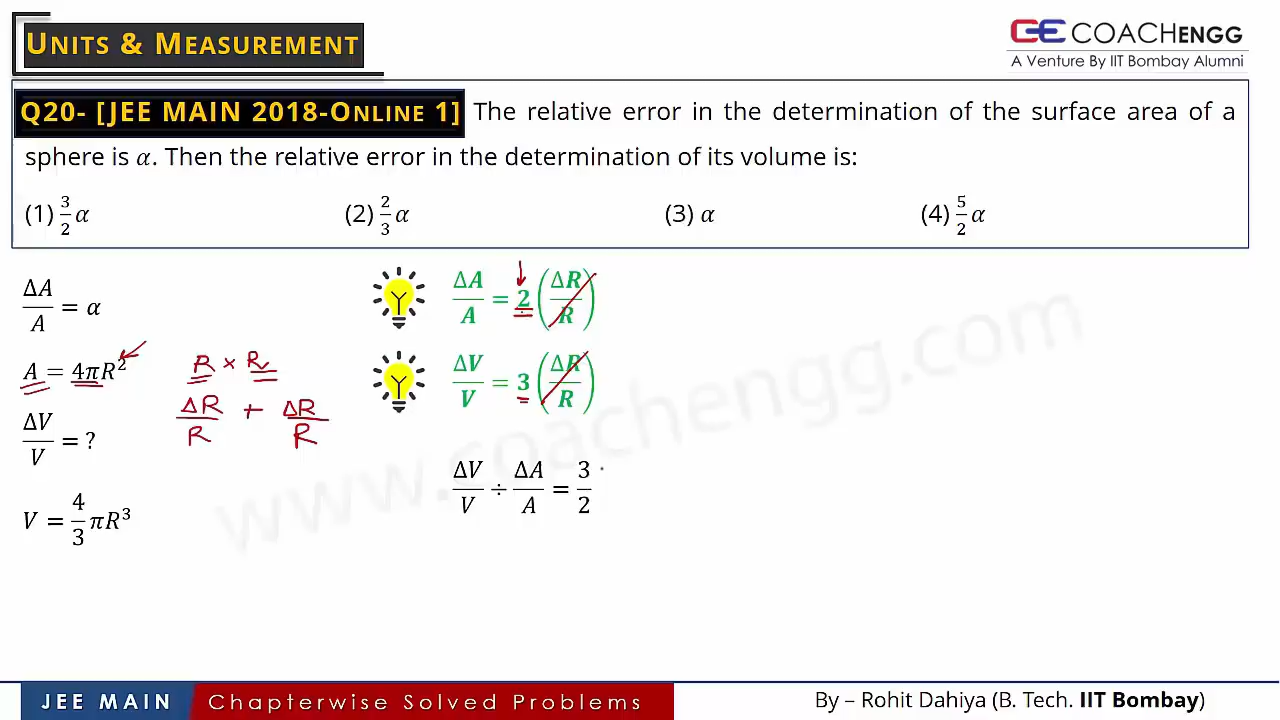 UNITS & MEASUREMENT
CE COACHENGG
A Venture By IIT Bombay Alumni
Q20- [JEE MAIN 2018-ONLINE 1] The relative error in the determination of the surface area of a
sphere is α. Then the relative error in the determination of its volume is:
(1) 3/2 α (2) 2/3 α (3) α (4) 5/2 α
ΔA/A = α
A = 4πR²
ΔV/V = ?
V = 4/3 πR³
R × R
ΔR/R + ΔR/R
ΔA/A = 2 (ΔR/R)
ΔV/V = 3 (ΔR/R)
ΔV/V ÷ ΔA/A = 3/2
www.coachengg.com
JEE MAIN Chapterwise Solved Problems
By – Rohit Dahiya (B. Tech. IIT Bombay)